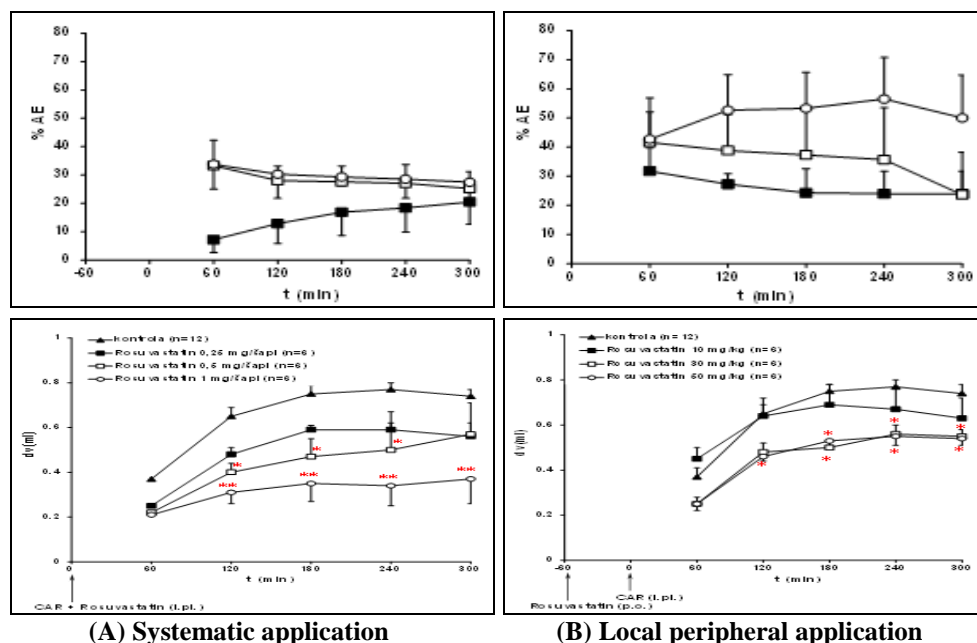 A
80
70
60
50
40
30
20
10
0
% AE
-60 0 60 120 180 240 300
t (min)
B
80
70
60
50
40
30
20
10
0
% AE
-60 0 60 120 180 240 300
t (min)
1
0.8
0.6
0.4
0.2
0
dv(ml)
kontrola (n=12)
Rosuvastatin 0,25 mg/šapi (n=6)
Rosuvastatin 0,5 mg/šapi (n=6)
Rosuvastatin 1 mg/šapi (n=6)
* * *
** ** ** **
60 120 180 240 300
t (min)
CAR + Rosuvastatin (i.pl.)
1
0.8
0.6
0.4
0.2
0
dv(ml)
kontrola (n=12)
Rosuvastatin 10 mg/kg (n=6)
Rosuvastatin 30 mg/kg (n=6)
Rosuvastatin 50 mg/kg (n=6)
* * *
* * * *
-60 0 60 120 180 240 300
t (min)
CAR (i.pl.)
Rosuvastatin (p.o.)
(A) Systematic application
(B) Local peripheral application